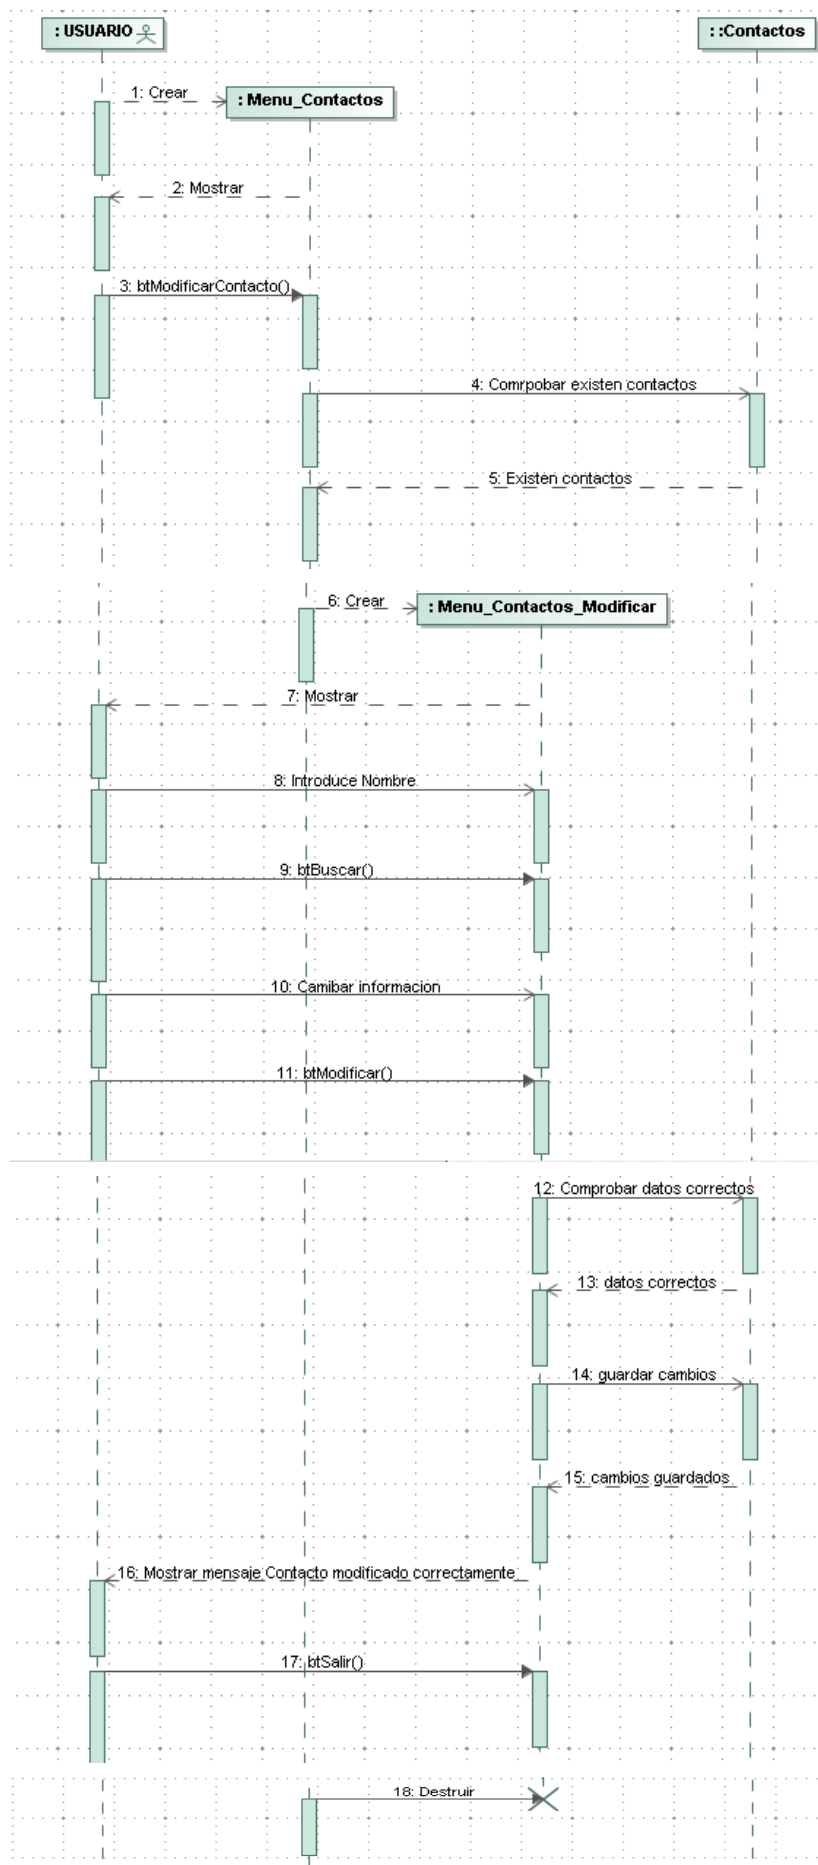 : USUARIO
: :Contactos
1: Crear
: Menu_Contactos
2: Mostrar
3: btModificarContacto()
4: Comrpobar existen contactos
5: Existen contactos
6: Crear
: Menu_Contactos_Modificar
7: Mostrar
8: Introduce Nombre
9: btBuscar()
10: Camibar informacion
11: btModificar()
12: Comprobar datos correctos
13: datos correctos
14: guardar cambios
15: cambios guardados
16: Mostrar mensaje Contacto modificado correctamente
17: btSalir()
18: Destruir